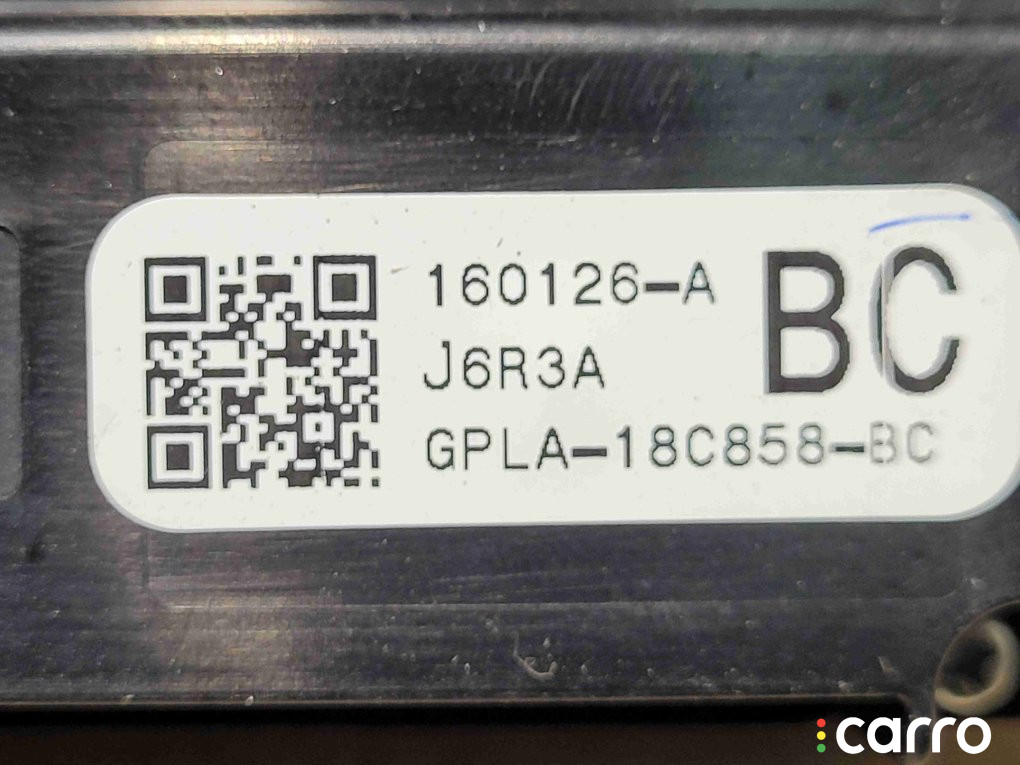 160126-A
BC
J6R3A
GPLA-18C858-BC
carro